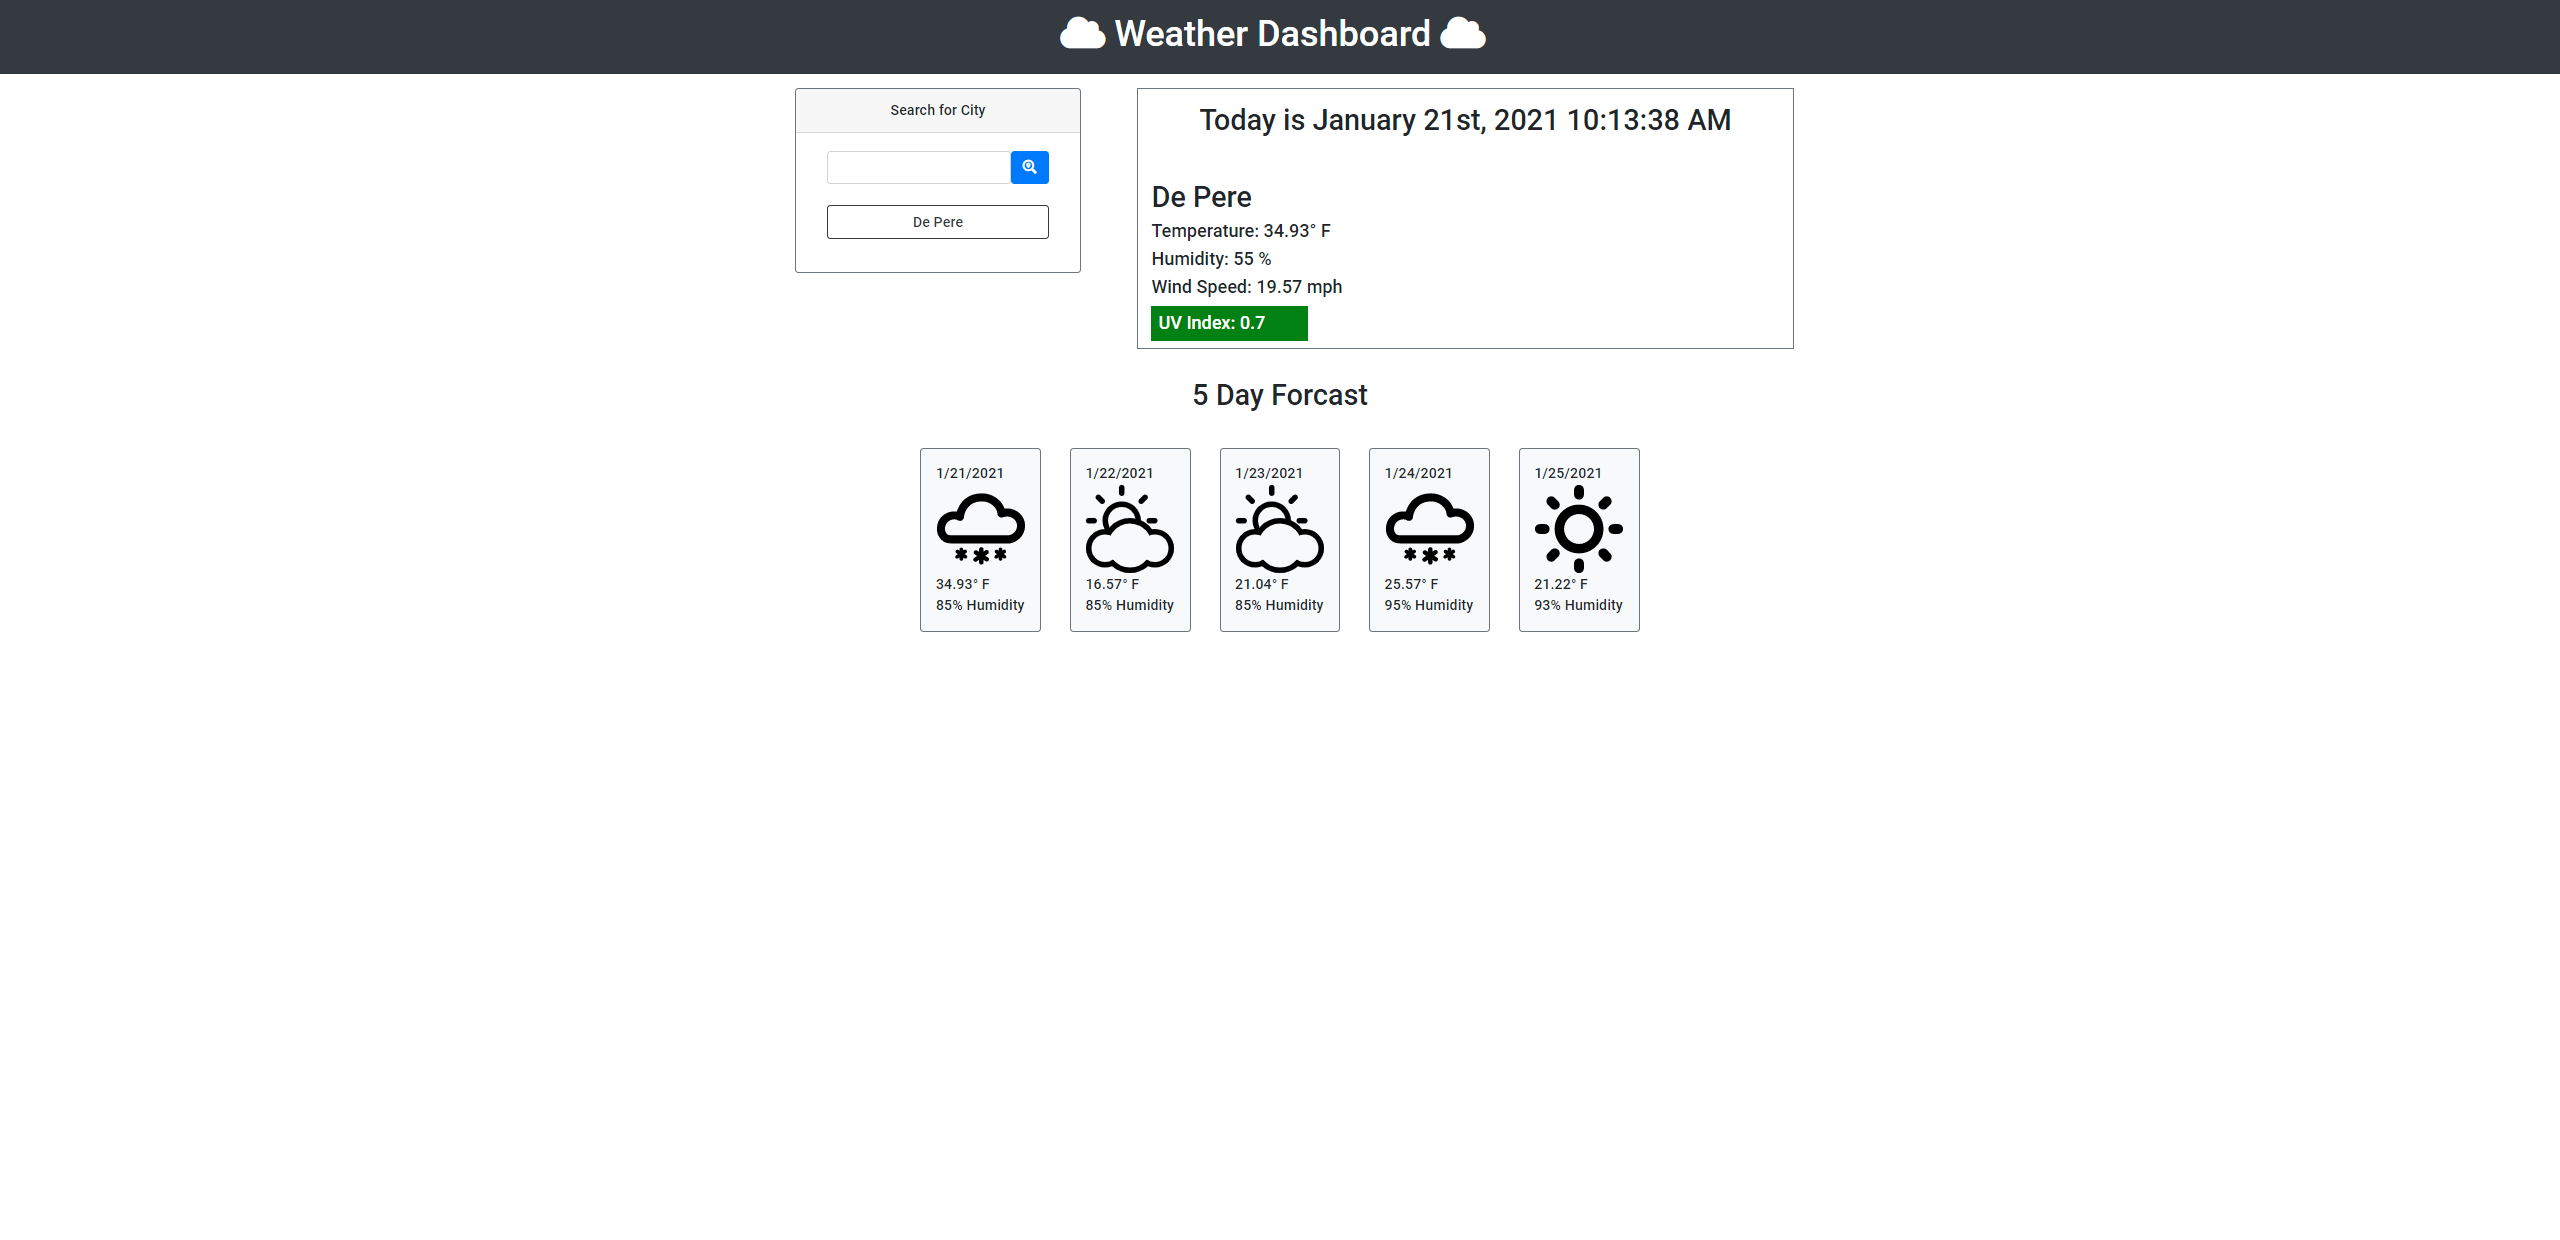 Weather Dashboard
Search for City
De Pere
Today is January 21st, 2021 10:13:38 AM
De Pere
Temperature: 34.93° F
Humidity: 55 %
Wind Speed: 19.57 mph
UV Index: 0.7
5 Day Forcast
1/21/2021
34.93° F
85% Humidity
1/22/2021
16.57° F
85% Humidity
1/23/2021
21.04° F
85% Humidity
1/24/2021
25.57° F
95% Humidity
1/25/2021
21.22° F
93% Humidity